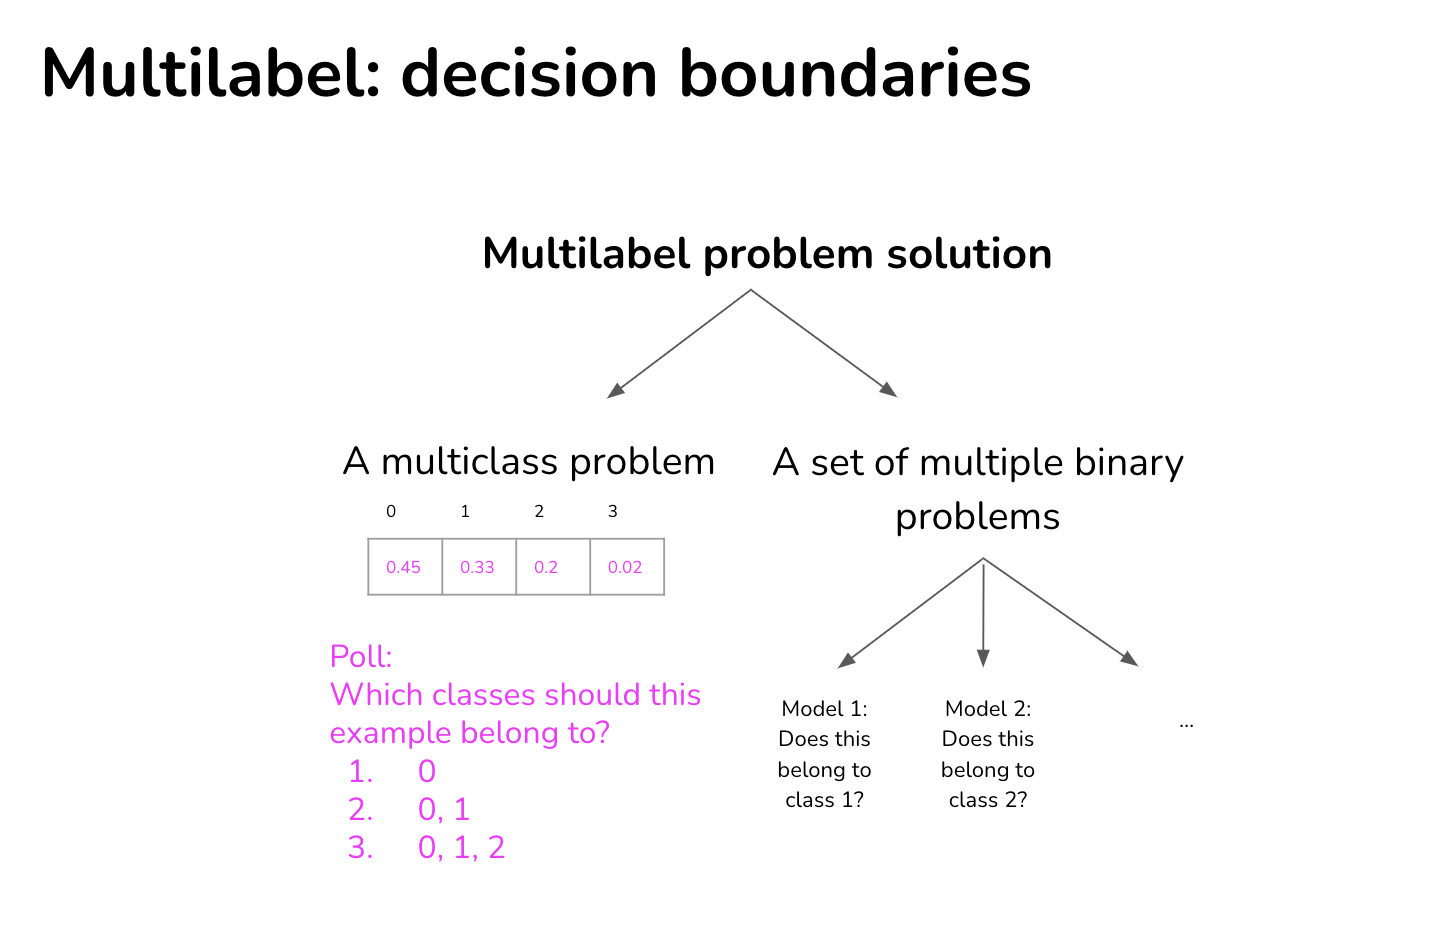 Multilabel: decision boundaries
Multilabel problem solution
A multiclass problem
0 1 2 3
0.45 0.33 0.2 0.02
Poll:
Which classes should this
example belong to?
1. 0
2. 0, 1
3. 0, 1, 2
A set of multiple binary
problems
Model 1:
Does this
belong to
class 1?
Model 2:
Does this
belong to
class 2?
...